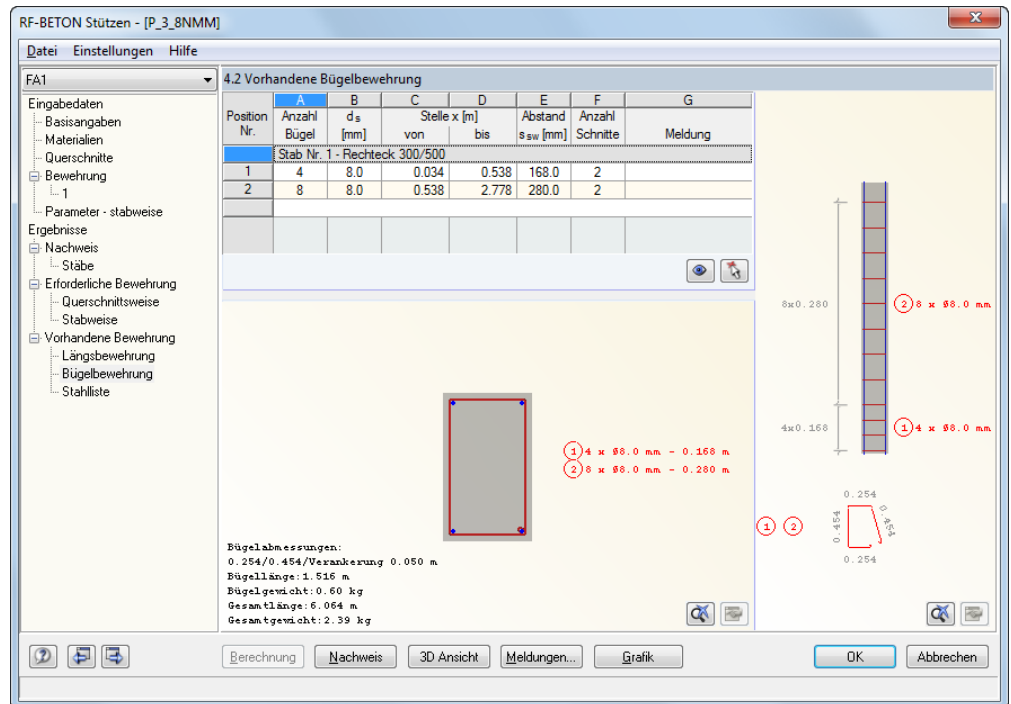 RF-BETON Stützen - [P_3_8NMM]
Datei Einstellungen Hilfe
FA1
Eingabedaten
Basisangaben
Materialien
Querschnitte
Bewehrung
1
Parameter - stabweise
Ergebnisse
Nachweis
Stäbe
Erforderliche Bewehrung
Querschnittsweise
Stabweise
Vorhandene Bewehrung
Längsbewehrung
Bügelbewehrung
Stahlliste
4.2 Vorhandene Bügelbewehrung
A B C D E F G
Position Anzahl ds Stelle x [m] Abstand Anzahl
Nr. Bügel [mm] von bis ssw [mm] Schnitte Meldung
Stab Nr. 1 - Rechteck 300/500
1 4 8.0 0.034 0.538 168.0 2
2 8 8.0 0.538 2.778 280.0 2
1 4 x Ø8.0 mm - 0.168 m
2 8 x Ø8.0 mm - 0.280 m
Bügelabmessungen:
0.254/0.454/Verankerung 0.050 m
Bügellänge:1.516 m
Bügelgewicht:0.60 kg
Gesamtlänge:6.064 m
Gesamtgewicht:2.39 kg
8x0.280 2 8 x Ø8.0 mm
4x0.168 1 4 x Ø8.0 mm
0.254
1 2 0.454 0.454
0.254
Berechnung Nachweis 3D Ansicht Meldungen... Grafik OK Abbrechen